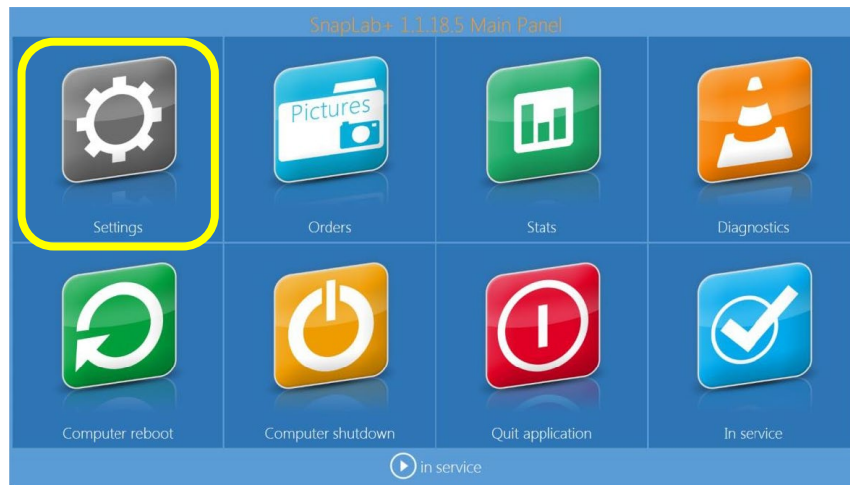 SnapLab+ 1.1.18.5 Main Panel
Pictures
Settings Orders Stats Diagnostics
Computer reboot Computer shutdown Quit application In service
in service